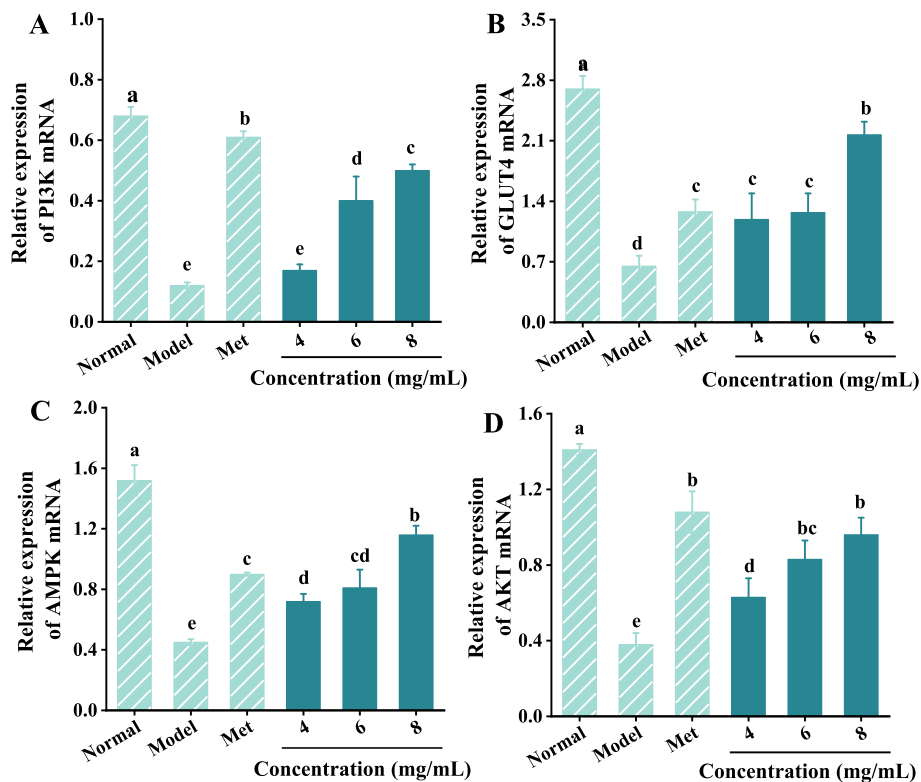 A
Relative expression
of PI3K mRNA
1.0
0.8
0.6
0.4
0.2
0.0
a
e
b
e
d
c
Normal
Model
Met
4
6
8
Concentration (mg/mL)
B
Relative expression
of GLUT4 mRNA
3.5
2.8
2.1
1.4
0.7
0.0
a
d
c
c
c
b
Normal
Model
Met
4
6
8
Concentration (mg/mL)
C
Relative expression
of AMPK mRNA
1.6
1.2
0.8
0.4
0.0
a
e
c
d
cd
b
Normal
Model
Met
4
6
8
Concentration (mg/mL)
D
Relative expression
of AKT mRNA
1.6
1.2
0.8
0.4
0.0
a
e
b
d
bc
b
Normal
Model
Met
4
6
8
Concentration (mg/mL)